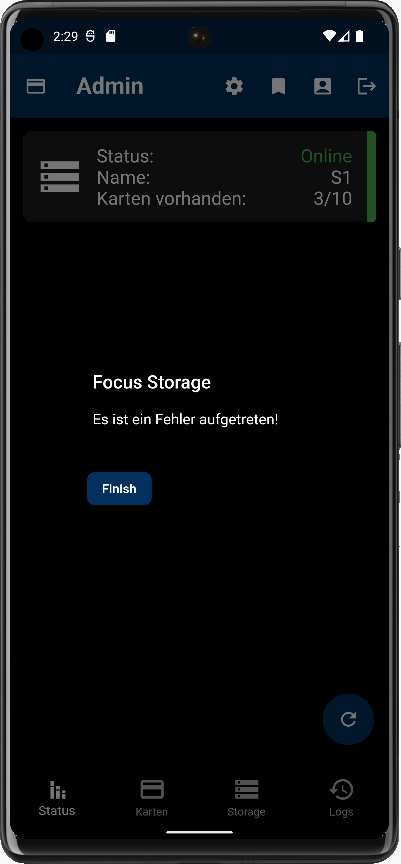 2:29
Admin
Status: Online
Name: S1
Karten vorhanden: 3/10
Focus Storage
Es ist ein Fehler aufgetreten!
Finish
Status Karten Storage Logs